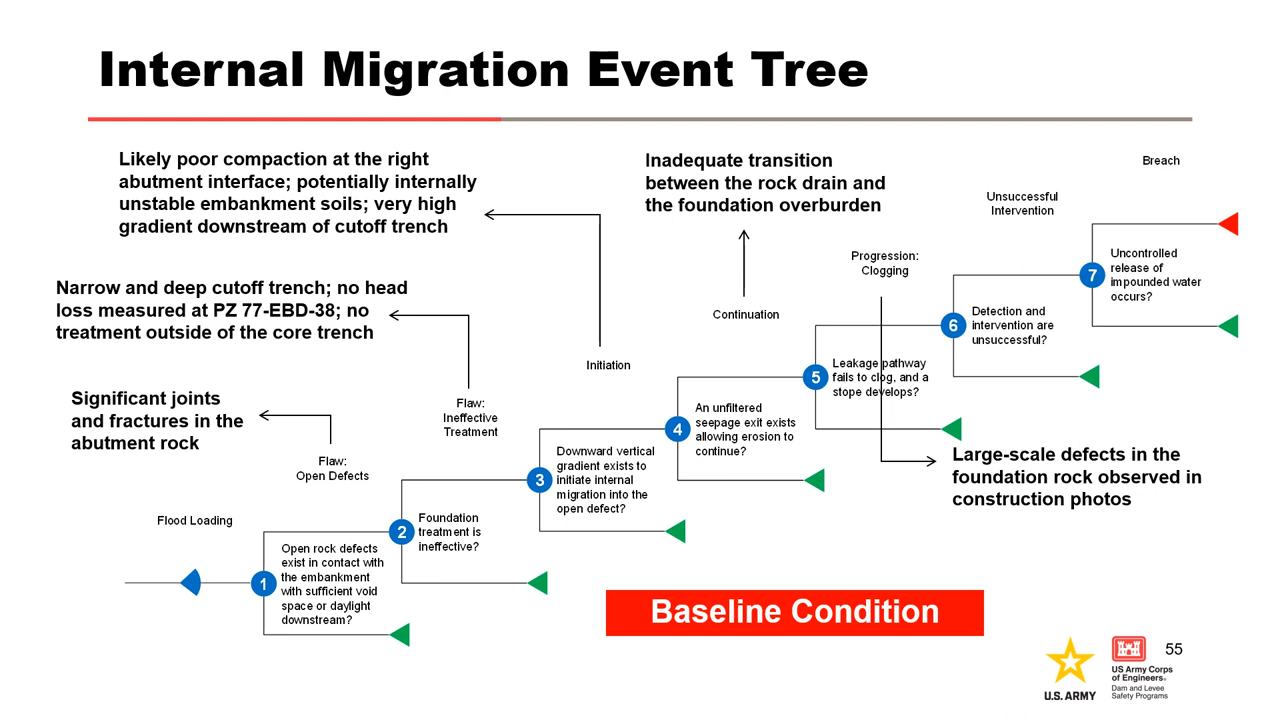 Internal Migration Event Tree
Likely poor compaction at the right
abutment interface; potentially internally
unstable embankment soils; very high
gradient downstream of cutoff trench
Inadequate transition
between the rock drain and
the foundation overburden
Breach
Unsuccessful
Intervention
Progression:
Clogging
7
Uncontrolled
release of
impounded water
occurs?
Narrow and deep cutoff trench; no head
loss measured at PZ 77-EBD-38; no
treatment outside of the core trench
Continuation
6
Detection and
intervention are
unsuccessful?
Initiation
5
Leakage pathway
fails to clog, and a
stope develops?
Significant joints
and fractures in the
abutment rock
Flaw:
Ineffective
Treatment
4
An unfiltered
seepage exit exists
allowing erosion to
continue?
Flaw:
Open Defects
3
Downward vertical
gradient exists to
initiate internal
migration into the
open defect?
Large-scale defects in the
foundation rock observed in
construction photos
Flood Loading
2
Foundation
treatment is
ineffective?
1
Open rock defects
exist in contact with
the embankment
with sufficient void
space or daylight
downstream?
Baseline Condition
55
U.S. ARMY
US Army Corps
of Engineers®
Dam and Levee
Safety Programs